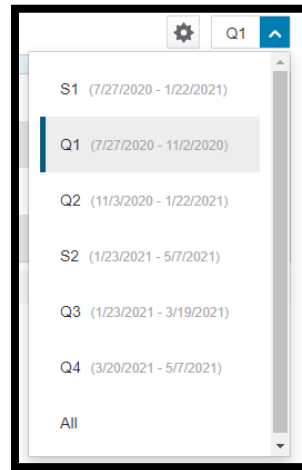 Q1
S1 (7/27/2020 - 1/22/2021)
Q1 (7/27/2020 - 11/2/2020)
Q2 (11/3/2020 - 1/22/2021)
S2 (1/23/2021 - 5/7/2021)
Q3 (1/23/2021 - 3/19/2021)
Q4 (3/20/2021 - 5/7/2021)
All